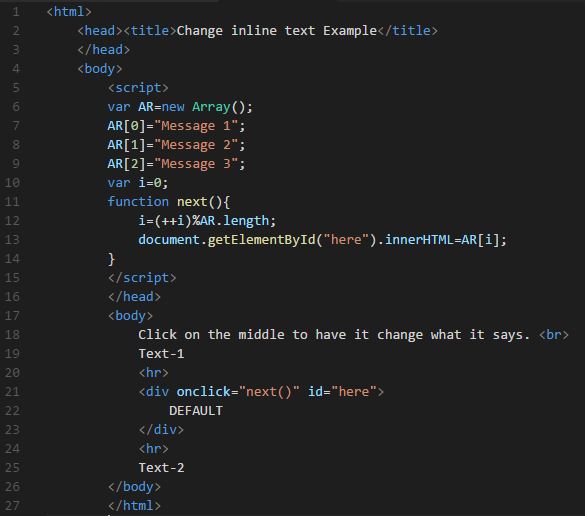 1 <html>
2     <head><title>Change inline text Example</title>
3     </head>
4     <body>
5         <script>
6         var AR=new Array();
7         AR[0]="Message 1";
8         AR[1]="Message 2";
9         AR[2]="Message 3";
10         var i=0;
11         function next(){
12             i=(++i)%AR.length;
13             document.getElementById("here").innerHTML=AR[i];
14         }
15         </script>
16         </head>
17         <body>
18             Click on the middle to have it change what it says. <br>
19             Text-1
20             <hr>
21             <div onclick="next()" id="here">
22                 DEFAULT
23             </div>
24             <hr>
25             Text-2
26         </body>
27         </html>